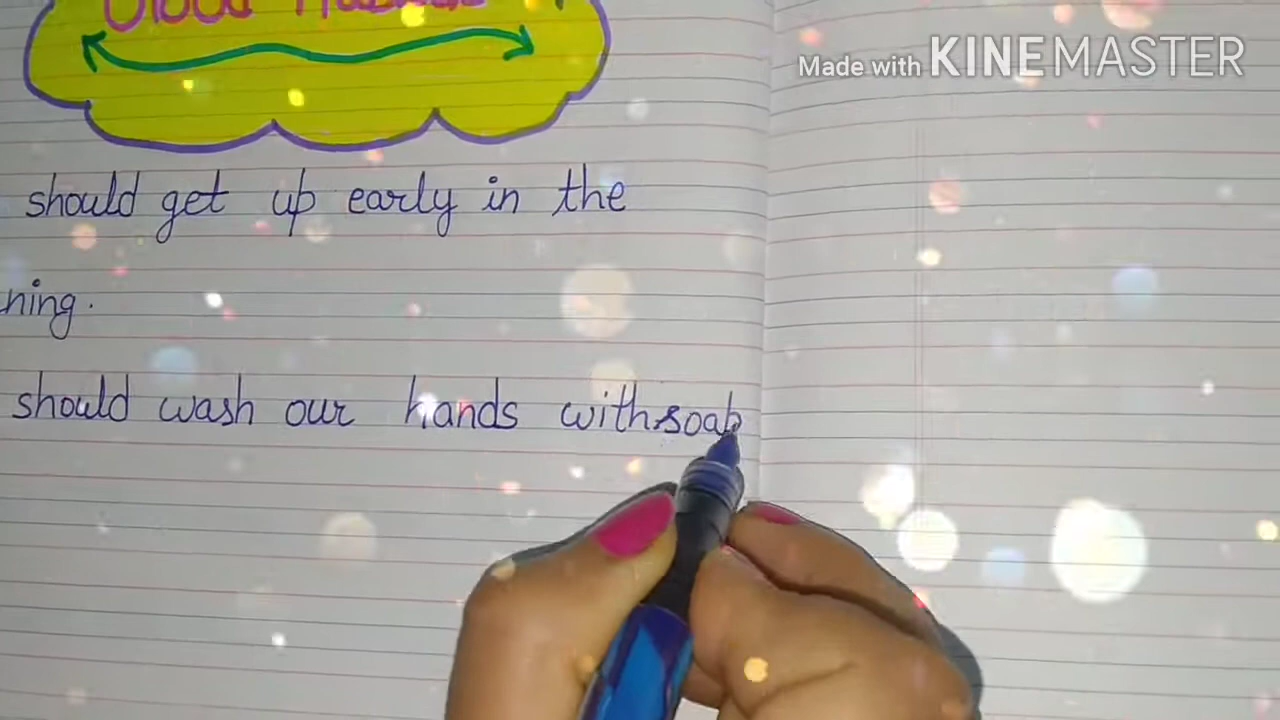 Made with KINEMASTER
should get up early in the
ning.
should wash our hands with soap